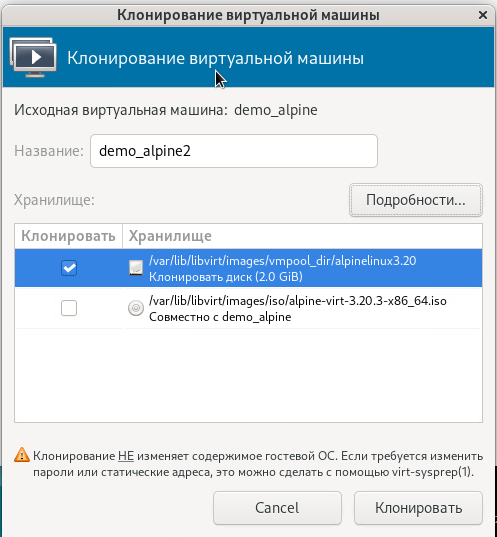 Клонирование виртуальной машины
Клонирование виртуальной машины
Исходная виртуальная машина: demo_alpine
Название: demo_alpine2
Хранилище: Подробности...
Клонировать Хранилище
/var/lib/libvirt/images/vmpool_dir/alpinelinux3.20
Клонировать диск (2.0 GiB)
/var/lib/libvirt/images/iso/alpine-virt-3.20.3-x86_64.iso
Совместно с demo_alpine
Клонирование НЕ изменяет содержимое гостевой ОС. Если требуется изменить
пароли или статические адреса, это можно сделать с помощью virt-sysprep(1).
Cancel Клонировать